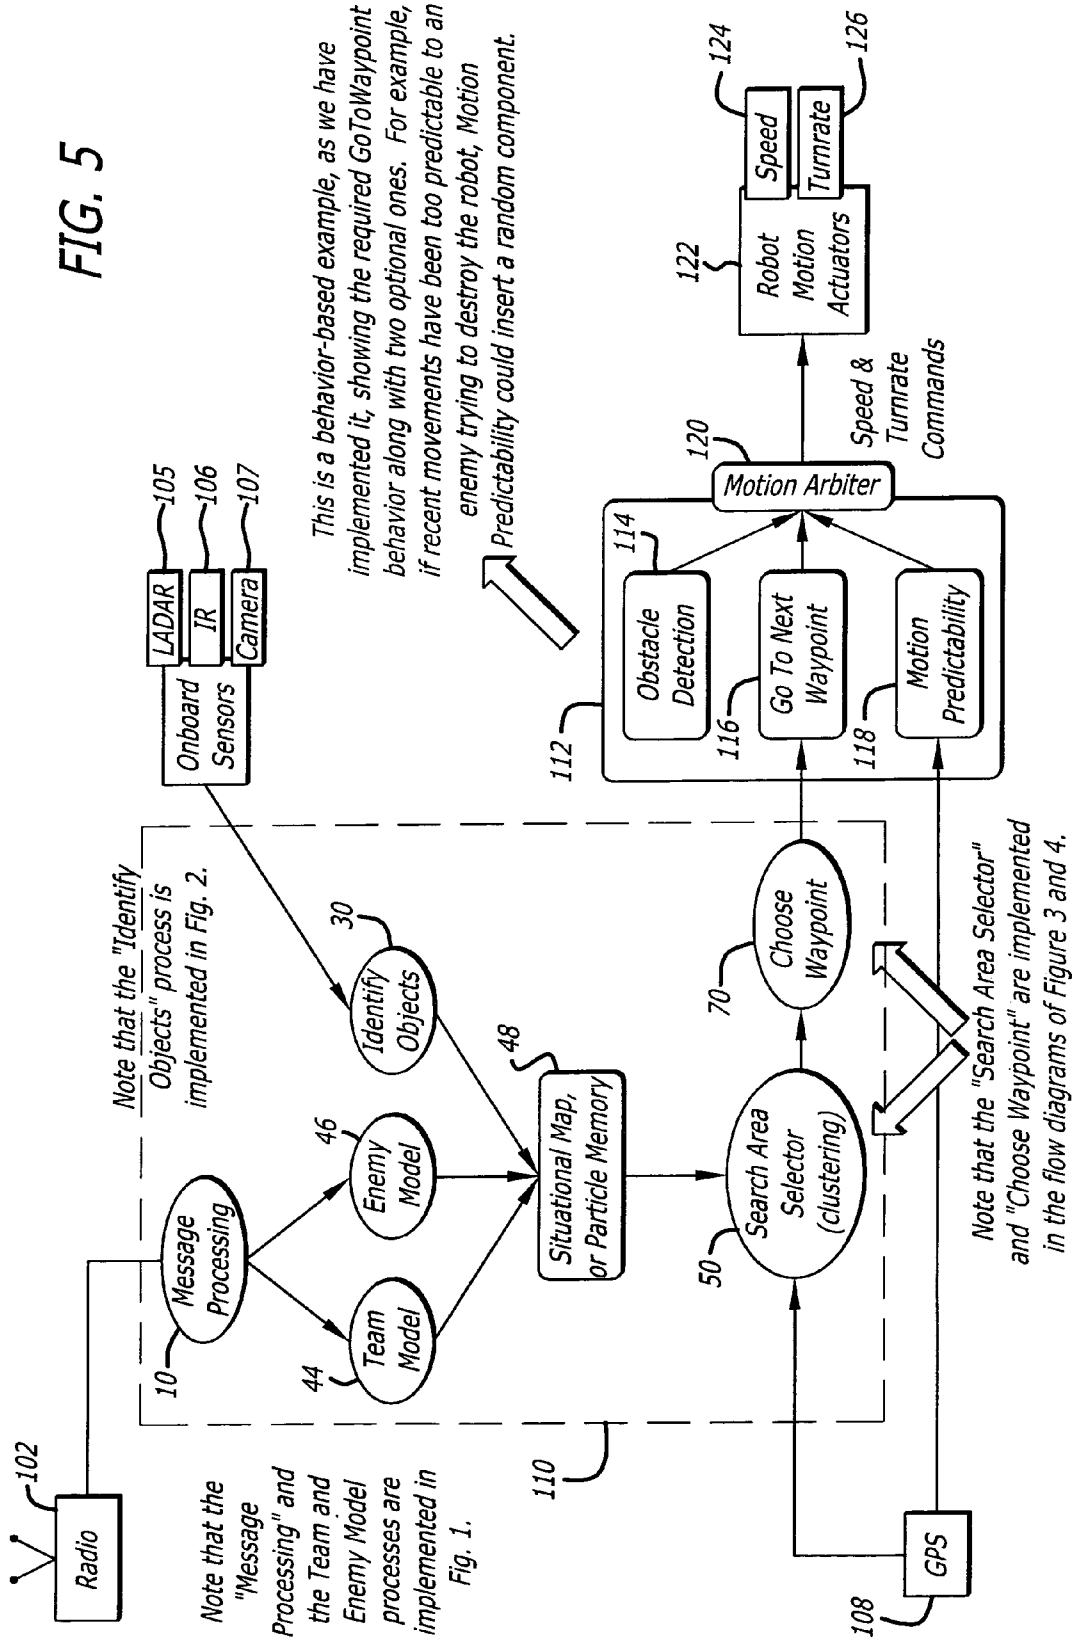 FIG. 5
102
Radio
Note that the
"Message
Processing" and
the Team and
Enemy Model
processes are
implemented in
Fig. 1.
Note that the "Identify
Objects" process is
implemented in Fig. 2.
10
Message
Processing
44
Team
Model
46
Enemy
Model
30
Identify
Objects
48
Situational Map,
or Particle Memory
50
Search Area
Selector
(clustering)
70
Choose
Waypoint
110
108
GPS
Onboard
Sensors
LADAR
105
IR
106
Camera
107
This is a behavior-based example, as we have
implemented it, showing the required GoToWaypoint
behavior along with two optional ones. For example,
if recent movements have been too predictable to an
enemy trying to destroy the robot, Motion
Predictability could insert a random component.
112
Obstacle
Detection
114
116
Go To Next
Waypoint
118
Motion
Predictability
Motion Arbiter
120
Speed &
Turnrate
Commands
122
Robot
Motion
Actuators
Speed
124
Turnrate
126
Note that the "Search Area Selector"
and "Choose Waypoint" are implemented
in the flow diagrams of Figure 3 and 4.